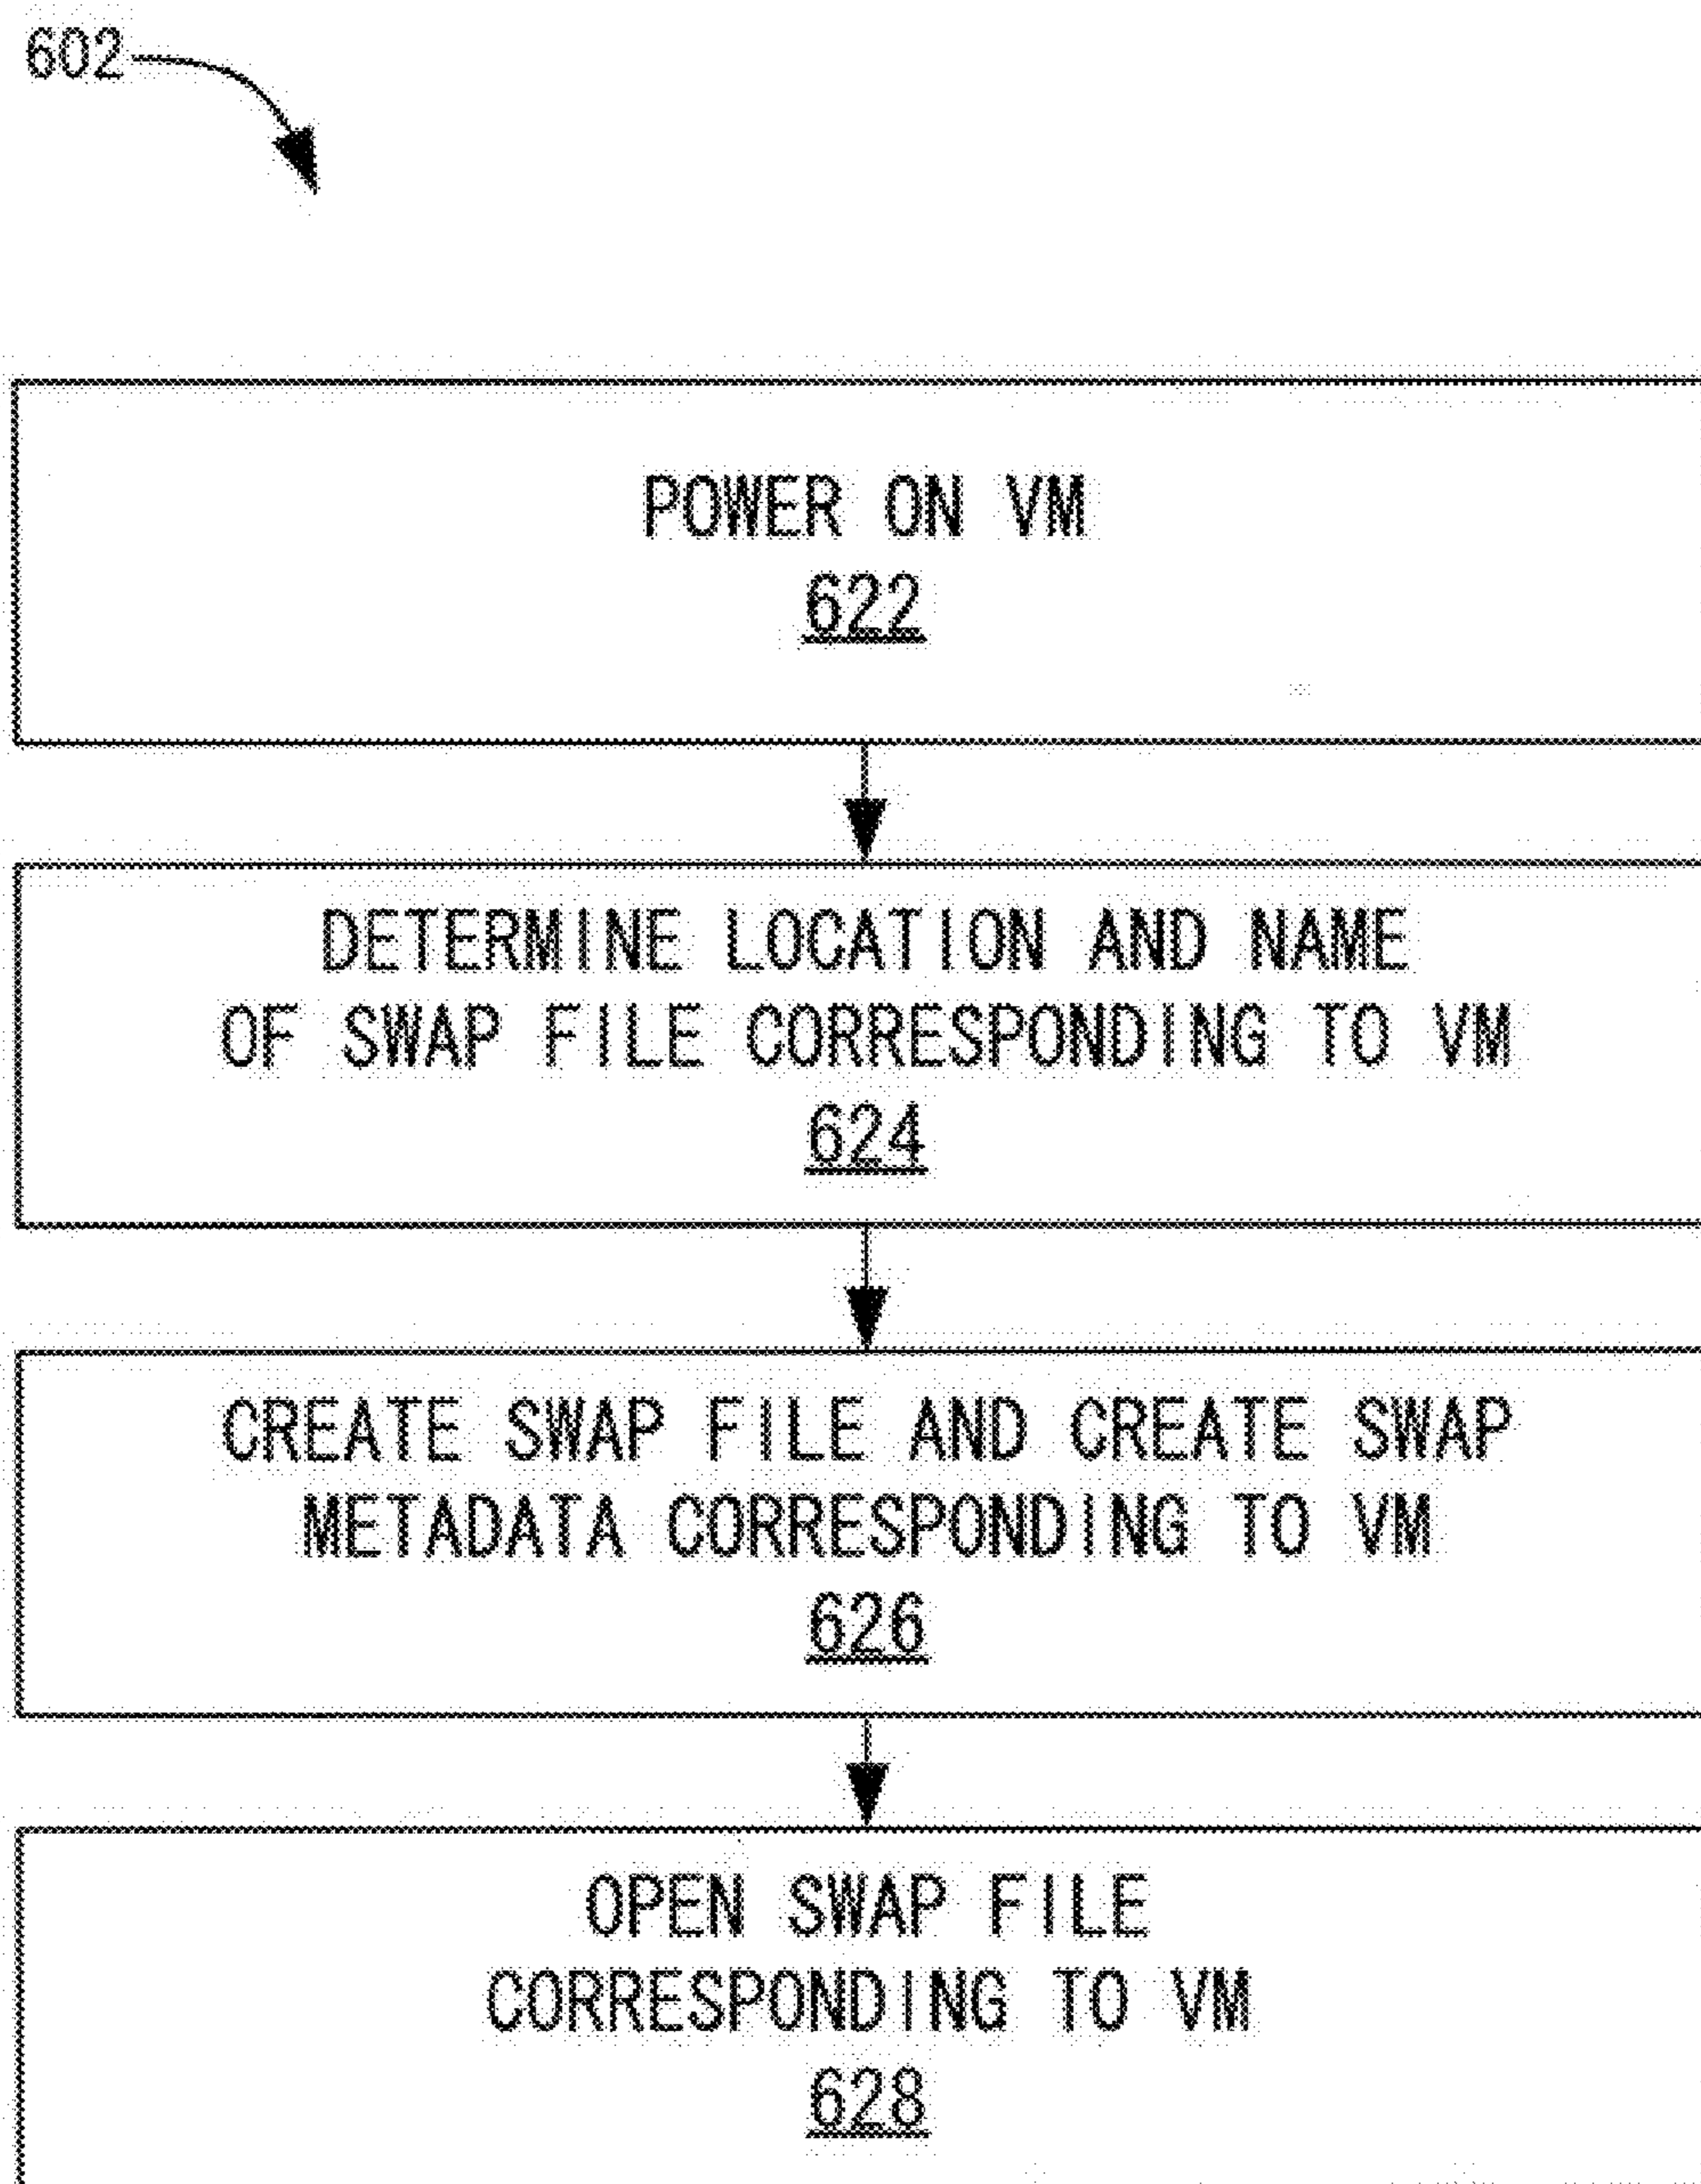 602
POWER ON VM
622
DETERMINE LOCATION AND NAME
OF SWAP FILE CORRESPONDING TO VM
624
CREATE SWAP FILE AND CREATE SWAP
METADATA CORRESPONDING TO VM
626
OPEN SWAP FILE
CORRESPONDING TO VM
628